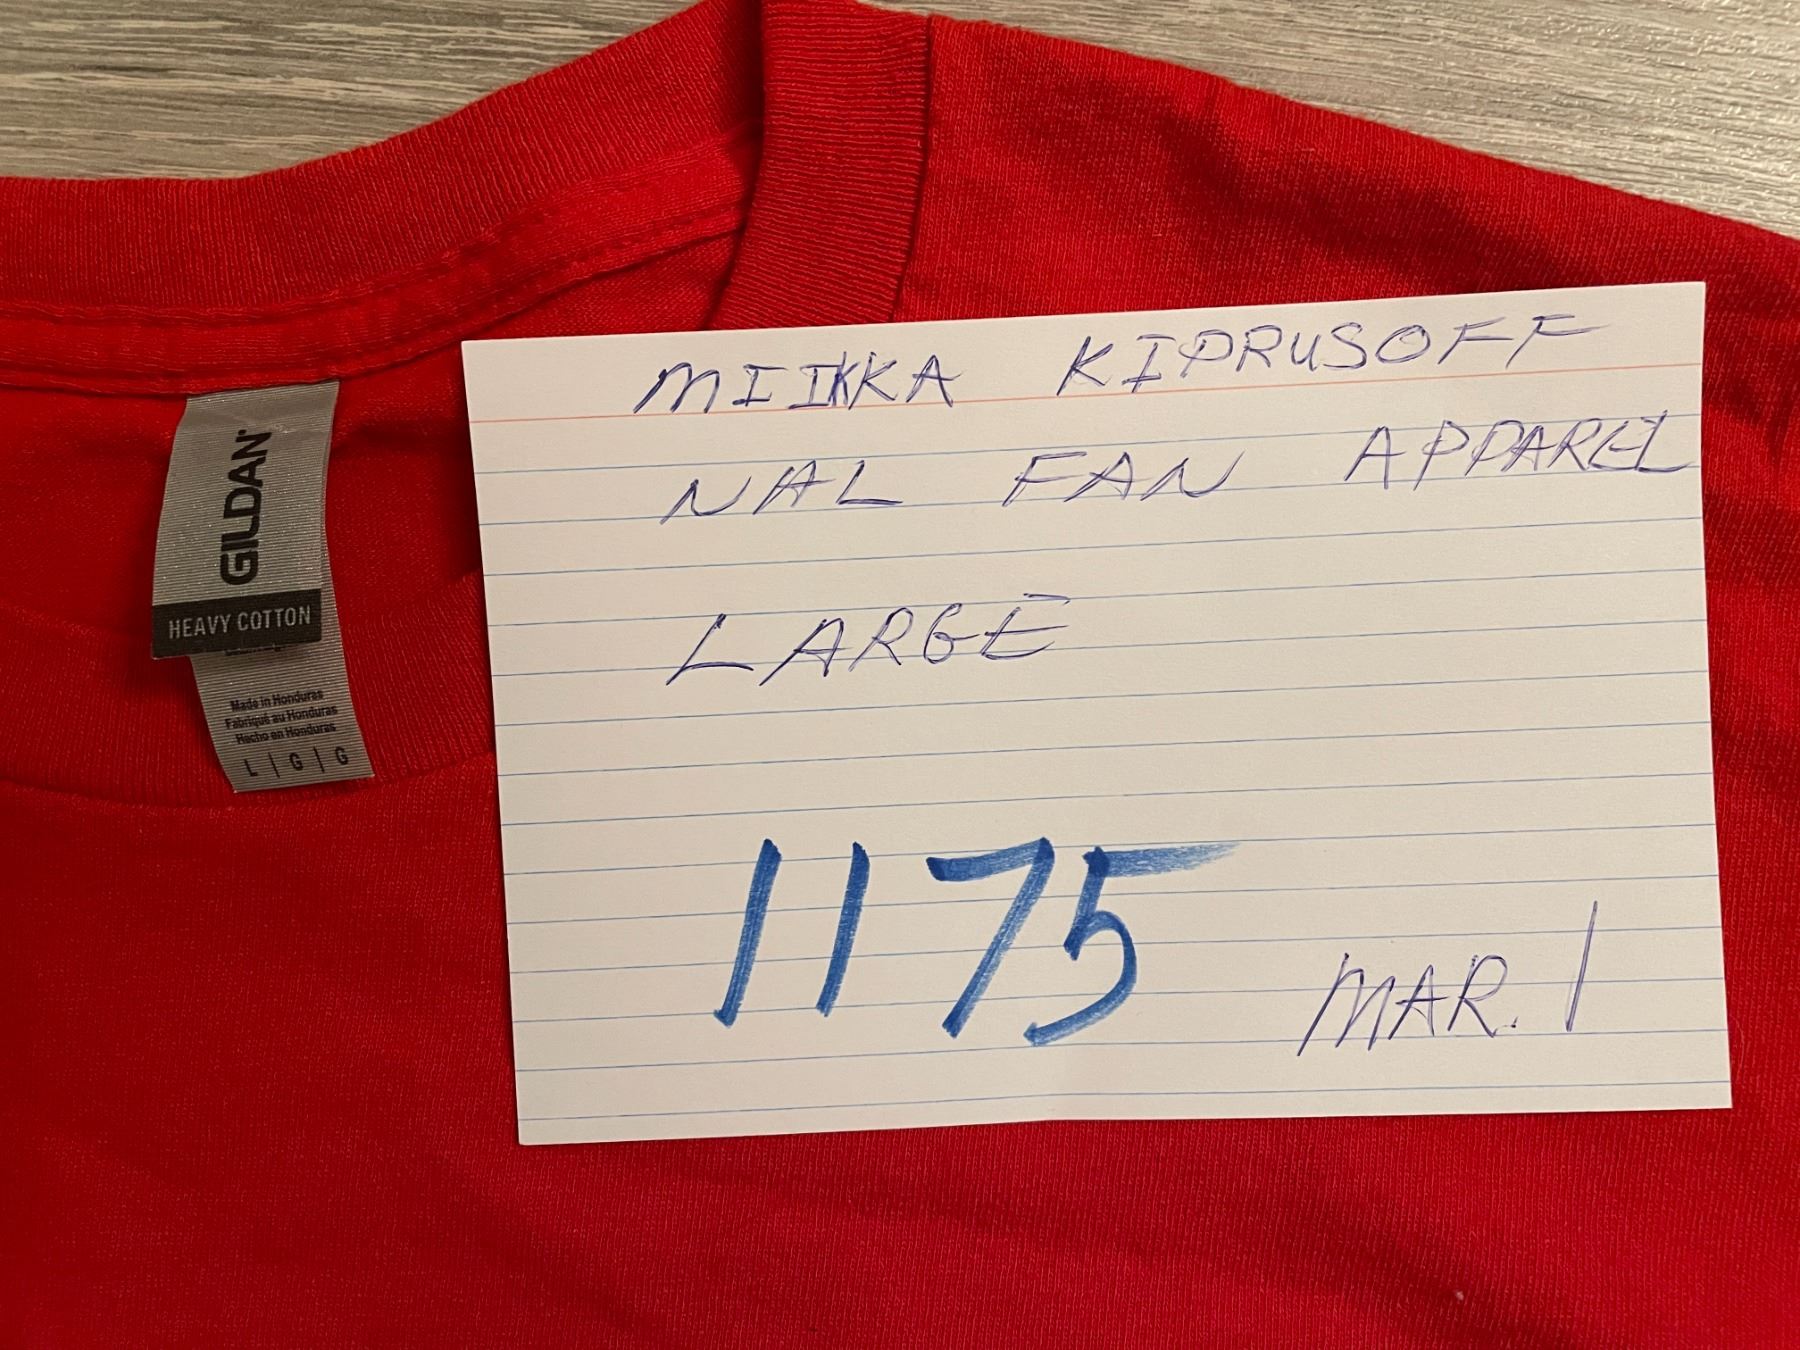 MIIKKA KIPRUSOFF
NAL FAN APPAREL
LARGE
1175
MAR. 1
GILDAN
HEAVY COTTON
Made in Honduras
Fabriqué au Honduras
Hecho en Honduras
L | G | G